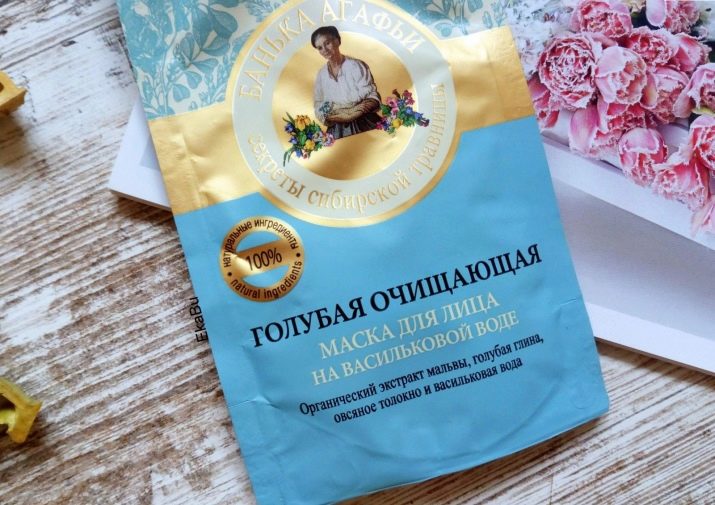 БАНЬКА АГАФЬИ
секреты сибирской травницы
натуральные ингредиенты
100%
natural ingredients
EkaBu
ГОЛУБАЯ ОЧИЩАЮЩАЯ
МАСКА ДЛЯ ЛИЦА
НА ВАСИЛЬКОВОЙ ВОДЕ
Органический экстракт мальвы, голубая глина,
овсяное толокно и васильковая вода